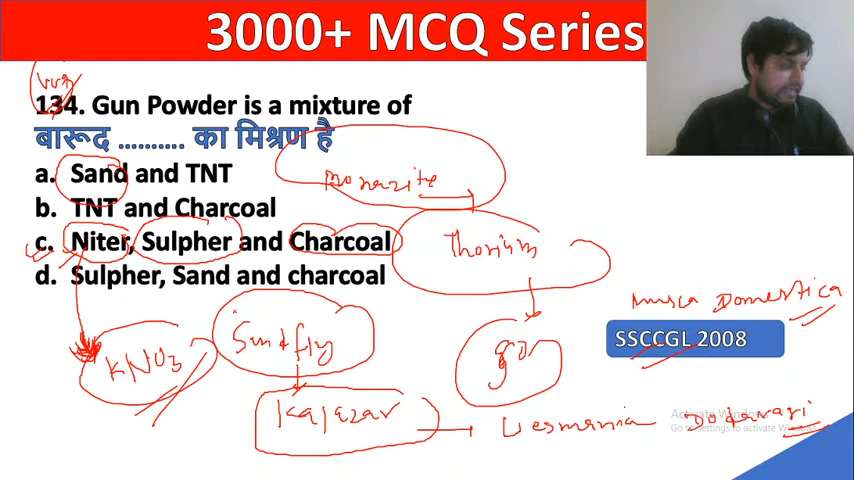 3000+ MCQ Series
134. Gun Powder is a mixture of
बारूद .......... का मिश्रण है
a. Sand and TNT
monazite
b. TNT and Charcoal
c. Niter, Sulpher and Charcoal
Thorium
d. Sulpher, Sand and charcoal
Musca Domestica
SSCCGL 2008
Sand fly
KNO3
Kalazar
Activate Windows
Go to Settings to activate Windows.